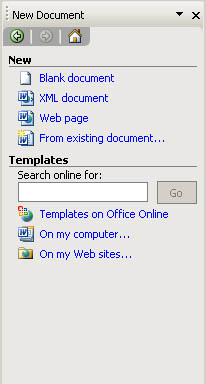 New Document
New
Blank document
XML document
Web page
From existing document...
Templates
Search online for:
Go
Templates on Office Online
On my computer...
On my Web sites...